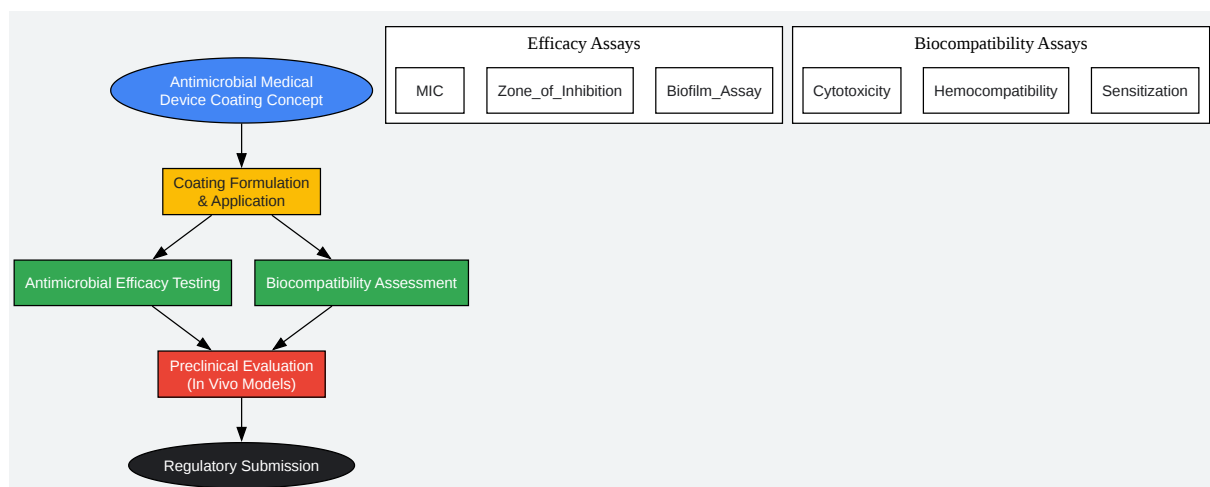 Efficacy Assays
Biocompatibility Assays
Antimicrobial Medical
Device Coating Concept
MIC
Zone_of_Inhibition
Biofilm_Assay
Cytotoxicity
Hemocompatibility
Sensitization
Coating Formulation
& Application
Antimicrobial Efficacy Testing
Biocompatibility Assessment
Preclinical Evaluation
(In Vivo Models)
Regulatory Submission